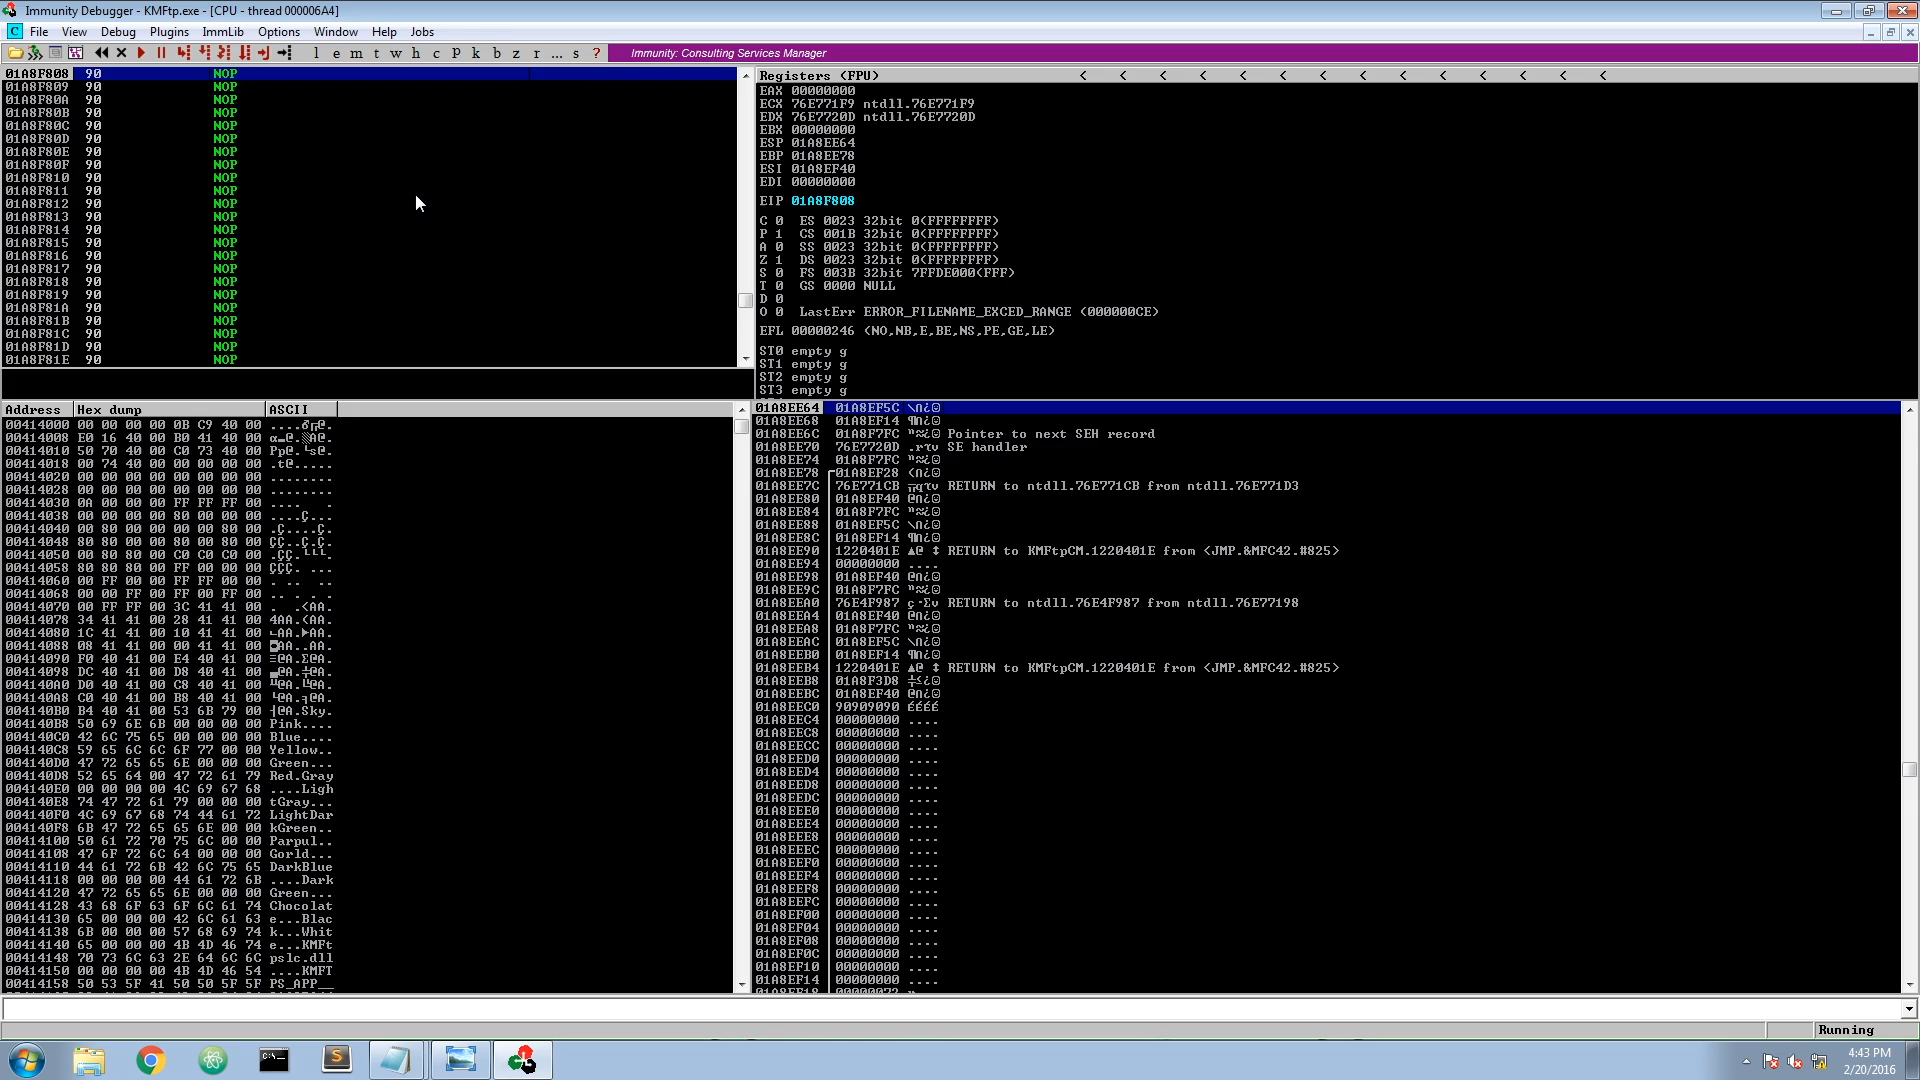 Immunity Debugger - KMFtp.exe - [CPU - thread 000006A4]
C File View Debug Plugins ImmLib Options Window Help Jobs
l e m t w h c P k b z r ... s ? Immunity: Consulting Services Manager
01A8F808 90 NOP
01A8F809 90 NOP
01A8F80A 90 NOP
01A8F80B 90 NOP
01A8F80C 90 NOP
01A8F80D 90 NOP
01A8F80E 90 NOP
01A8F80F 90 NOP
01A8F810 90 NOP
01A8F811 90 NOP
01A8F812 90 NOP
01A8F813 90 NOP
01A8F814 90 NOP
01A8F815 90 NOP
01A8F816 90 NOP
01A8F817 90 NOP
01A8F818 90 NOP
01A8F819 90 NOP
01A8F81A 90 NOP
01A8F81B 90 NOP
01A8F81C 90 NOP
01A8F81D 90 NOP
01A8F81E 90 NOP
Registers (FPU) < < < < < < < < < < < < < <
EAX 00000000
ECX 76E771F9 ntdll.76E771F9
EDX 76E7720D ntdll.76E7720D
EBX 00000000
ESP 01A8EE64
EBP 01A8EE78
ESI 01A8EF40
EDI 00000000
EIP 01A8F808
C 0 ES 0023 32bit 0(FFFFFFFF)
P 1 CS 001B 32bit 0(FFFFFFFF)
A 0 SS 0023 32bit 0(FFFFFFFF)
Z 1 DS 0023 32bit 0(FFFFFFFF)
S 0 FS 003B 32bit 7FFDE000(FFF)
T 0 GS 0000 NULL
D 0
O 0 LastErr ERROR_FILENAME_EXCED_RANGE (000000CE)
EFL 00000246 (NO,NB,E,BE,NS,PE,GE,LE)
ST0 empty g
ST1 empty g
ST2 empty g
ST3 empty g
Address Hex dump ASCII
00414000 00 00 00 00 0B C9 40 00
00414008 E0 16 40 00 B0 41 40 00
00414010 50 70 40 00 C0 73 40 00
00414018 00 74 40 00 00 00 00 00 .t@.....
00414020 00 00 00 00 00 00 00 00 ........
00414028 00 00 00 00 00 00 00 00 ........
00414030 0A 00 00 00 FF FF FF 00
00414038 00 00 00 00 80 00 00 00 ....Ç...
00414040 00 80 00 00 00 00 80 00 .Ç....Ç.
00414048 80 80 00 00 80 00 80 00 ÇÇ..Ç.Ç.
00414050 00 80 80 00 C0 C0 C0 00 .ÇÇ.└└└.
00414058 80 80 80 00 FF 00 00 00 ÇÇÇ. ...
00414060 00 FF 00 00 FF FF 00 00
00414068 00 00 FF 00 FF 00 FF 00
00414070 00 FF FF 00 3C 41 41 00 . .<AA.
00414078 34 41 41 00 28 41 41 00 4AA.(AA.
00414080 1C 41 41 00 10 41 41 00
00414088 08 41 41 00 00 41 41 00
00414090 F0 40 41 00 E4 40 41 00 ≡@A.Σ@A.
00414098 DC 40 41 00 D8 40 41 00
004140A0 D0 40 41 00 C8 40 41 00
004140A8 C0 40 41 00 B8 40 41 00
004140B0 B4 40 41 00 53 6B 79 00 ┤@A.Sky.
004140B8 50 69 6E 6B 00 00 00 00 Pink....
004140C0 42 6C 75 65 00 00 00 00 Blue....
004140C8 59 65 6C 6C 6F 77 00 00 Yellow..
004140D0 47 72 65 65 6E 00 00 00 Green...
004140D8 52 65 64 00 47 72 61 79 Red.Gray
004140E0 00 00 00 00 4C 69 67 68 ....Ligh
004140E8 74 47 72 61 79 00 00 00 tGray...
004140F0 4C 69 67 68 74 44 61 72 LightDar
004140F8 6B 47 72 65 65 6E 00 00 kGreen..
00414100 50 61 72 70 75 6C 00 00 Parpul..
00414108 47 6F 72 6C 64 00 00 00 Gorld...
00414110 44 61 72 6B 42 6C 75 65 DarkBlue
00414118 00 00 00 00 44 61 72 6B ....Dark
00414120 47 72 65 65 6E 00 00 00 Green...
00414128 43 68 6F 63 6F 6C 61 74 Chocolat
00414130 65 00 00 00 42 6C 61 63 e...Blac
00414138 6B 00 00 00 57 68 69 74 k...Whit
00414140 65 00 00 00 4B 4D 46 74 e...KMFt
00414148 70 73 6C 63 2E 64 6C 6C pslc.dll
00414150 00 00 00 00 4B 4D 46 54 ....KMFT
00414158 50 53 5F 41 50 50 5F 5F PS_APP__
01A8EE64 01A8EF5C
01A8EE68 01A8EF14
01A8EE6C 01A8F7FC Pointer to next SEH record
01A8EE70 76E7720D SE handler
01A8EE74 01A8F7FC
01A8EE78 01A8EF28
01A8EE7C 76E771CB RETURN to ntdll.76E771CB from ntdll.76E771D3
01A8EE80 01A8EF40
01A8EE84 01A8F7FC
01A8EE88 01A8EF5C
01A8EE8C 01A8EF14
01A8EE90 1220401E RETURN to KMFtpCM.1220401E from <JMP.&MFC42.#825>
01A8EE94 00000000 ....
01A8EE98 01A8EF40
01A8EE9C 01A8F7FC
01A8EEA0 76E4F987 RETURN to ntdll.76E4F987 from ntdll.76E77198
01A8EEA4 01A8EF40
01A8EEA8 01A8F7FC
01A8EEAC 01A8EF5C
01A8EEB0 01A8EF14
01A8EEB4 1220401E RETURN to KMFtpCM.1220401E from <JMP.&MFC42.#825>
01A8EEB8 01A8F3D8
01A8EEBC 01A8EF40
01A8EEC0 90909090 ÉÉÉÉ
01A8EEC4 00000000 ....
01A8EEC8 00000000 ....
01A8EECC 00000000 ....
01A8EED0 00000000 ....
01A8EED4 00000000 ....
01A8EED8 00000000 ....
01A8EEDC 00000000 ....
01A8EEE0 00000000 ....
01A8EEE4 00000000 ....
01A8EEE8 00000000 ....
01A8EEEC 00000000 ....
01A8EEF0 00000000 ....
01A8EEF4 00000000 ....
01A8EEF8 00000000 ....
01A8EEFC 00000000 ....
01A8EF00 00000000 ....
01A8EF04 00000000 ....
01A8EF08 00000000 ....
01A8EF0C 00000000 ....
01A8EF10 00000000 ....
01A8EF14 00000000 ....
01A8EF18 00000072
Running
4:43 PM
2/20/2016